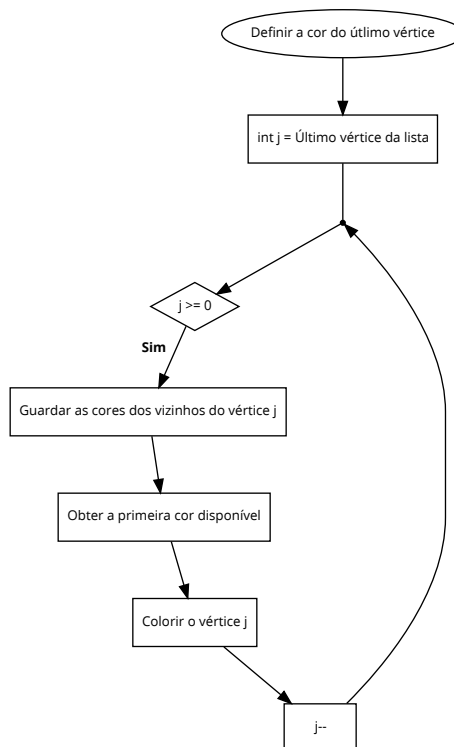 Definir a cor do útlimo vértice
int j = Último vértice da lista
j >= 0
Sim
Guardar as cores dos vizinhos do vértice j
Obter a primeira cor disponível
Colorir o vértice j
j--